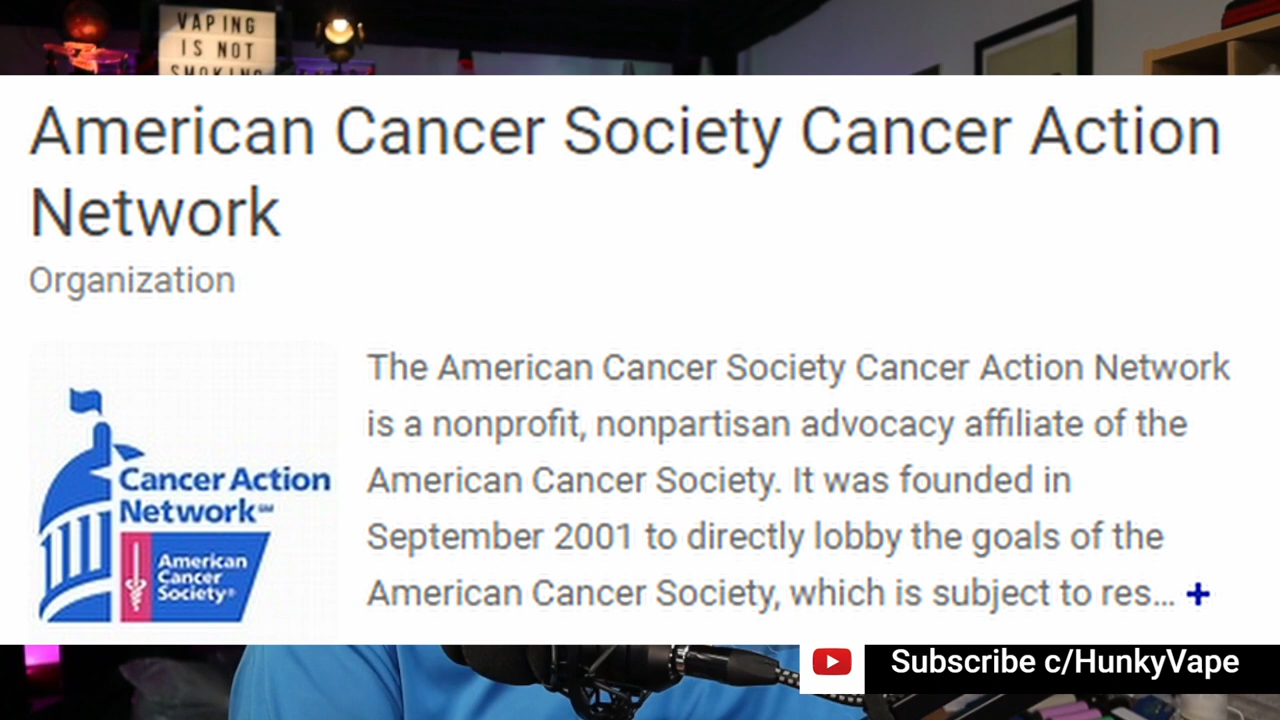 VAPING
IS NOT
SMOKING
American Cancer Society Cancer Action
Network
Organization
The American Cancer Society Cancer Action Network
is a nonprofit, nonpartisan advocacy affiliate of the
American Cancer Society. It was founded in
September 2001 to directly lobby the goals of the
American Cancer Society, which is subject to res... +
Cancer Action
Network℠
American
Cancer
Society®
Subscribe c/HunkyVape